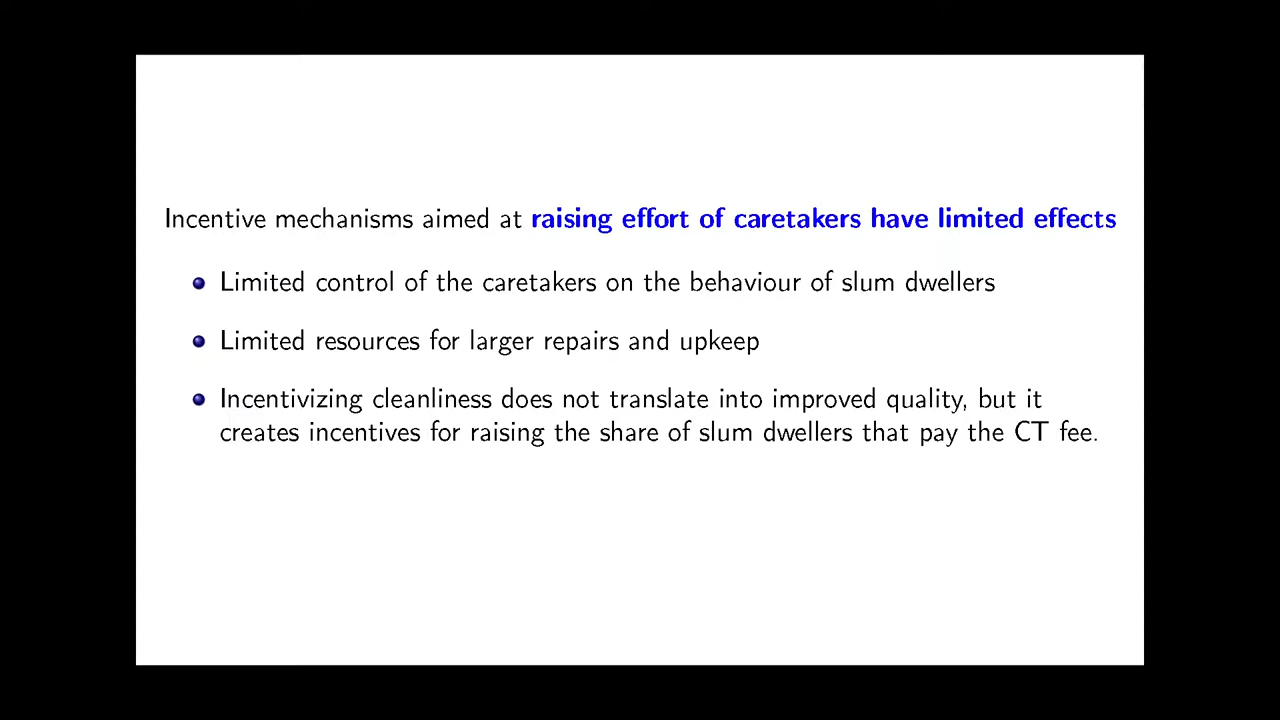 Incentive mechanisms aimed at raising effort of caretakers have limited effects
Limited control of the caretakers on the behaviour of slum dwellers
Limited resources for larger repairs and upkeep
Incentivizing cleanliness does not translate into improved quality, but it
creates incentives for raising the share of slum dwellers that pay the CT fee.